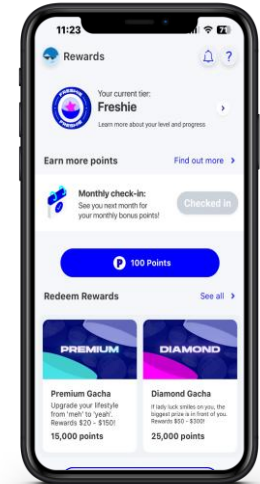 11:23
Rewards
?
FRESHIE
FRESHIE
Your current tier:
Freshie
Learn more about your level and progress
Earn more points
Find out more
Monthly check-in:
See you next month for
your monthly bonus points!
Checked in
P 100 Points
Redeem Rewards
See all
PREMIUM
DIAMOND
Premium Gacha
Upgrade your lifestyle
from 'meh' to 'yeah'.
Rewards $20 - $150!
15,000 points
Diamond Gacha
If lady luck smiles on you, the
biggest prize is in front of you.
Rewards $50 - $300!
25,000 points